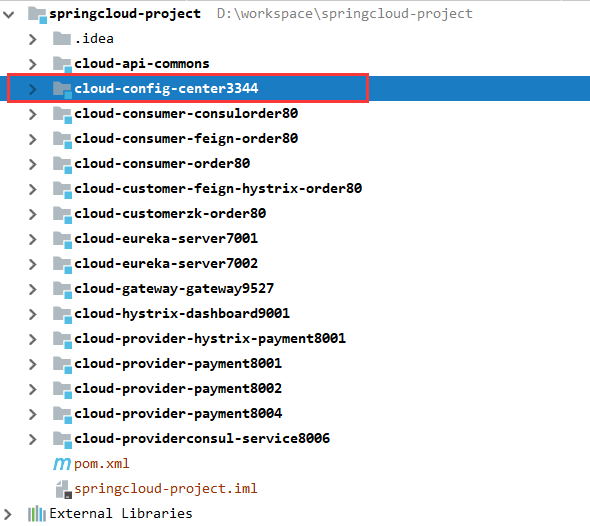 springcloud-project D:\workspace\springcloud-project
.idea
cloud-api-commons
cloud-config-center3344
cloud-consumer-consulorder80
cloud-consumer-feign-order80
cloud-consumer-order80
cloud-customer-feign-hystrix-order80
cloud-customerzk-order80
cloud-eureka-server7001
cloud-eureka-server7002
cloud-gateway-gateway9527
cloud-hystrix-dashboard9001
cloud-provider-hystrix-payment8001
cloud-provider-payment8001
cloud-provider-payment8002
cloud-provider-payment8004
cloud-providerconsul-service8006
m pom.xml
springcloud-project.iml
External Libraries